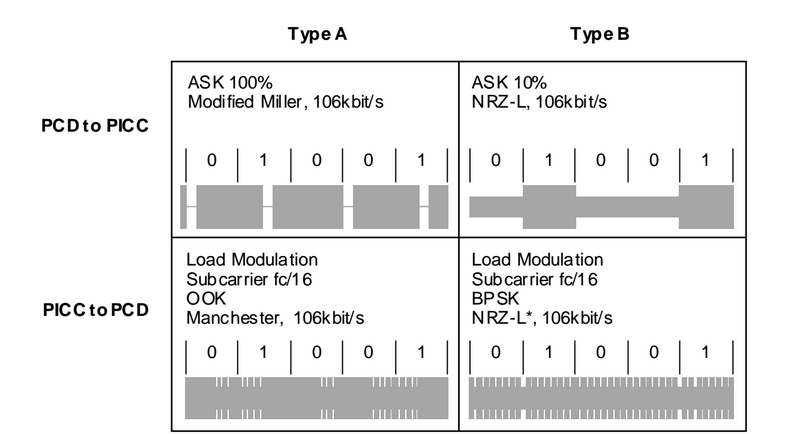 Type A
Type B
PCD to PICC
ASK 100%
Modified Miller, 106kbit/s
0 1 0 0 1
ASK 10%
NRZ-L, 106kbit/s
0 1 0 0 1
PICC to PCD
Load Modulation
Subcarrier fc/16
OOK
Manchester, 106kbit/s
0 1 0 0 1
Load Modulation
Subcarrier fc/16
BPSK
NRZ-L*, 106kbit/s
0 1 0 0 1